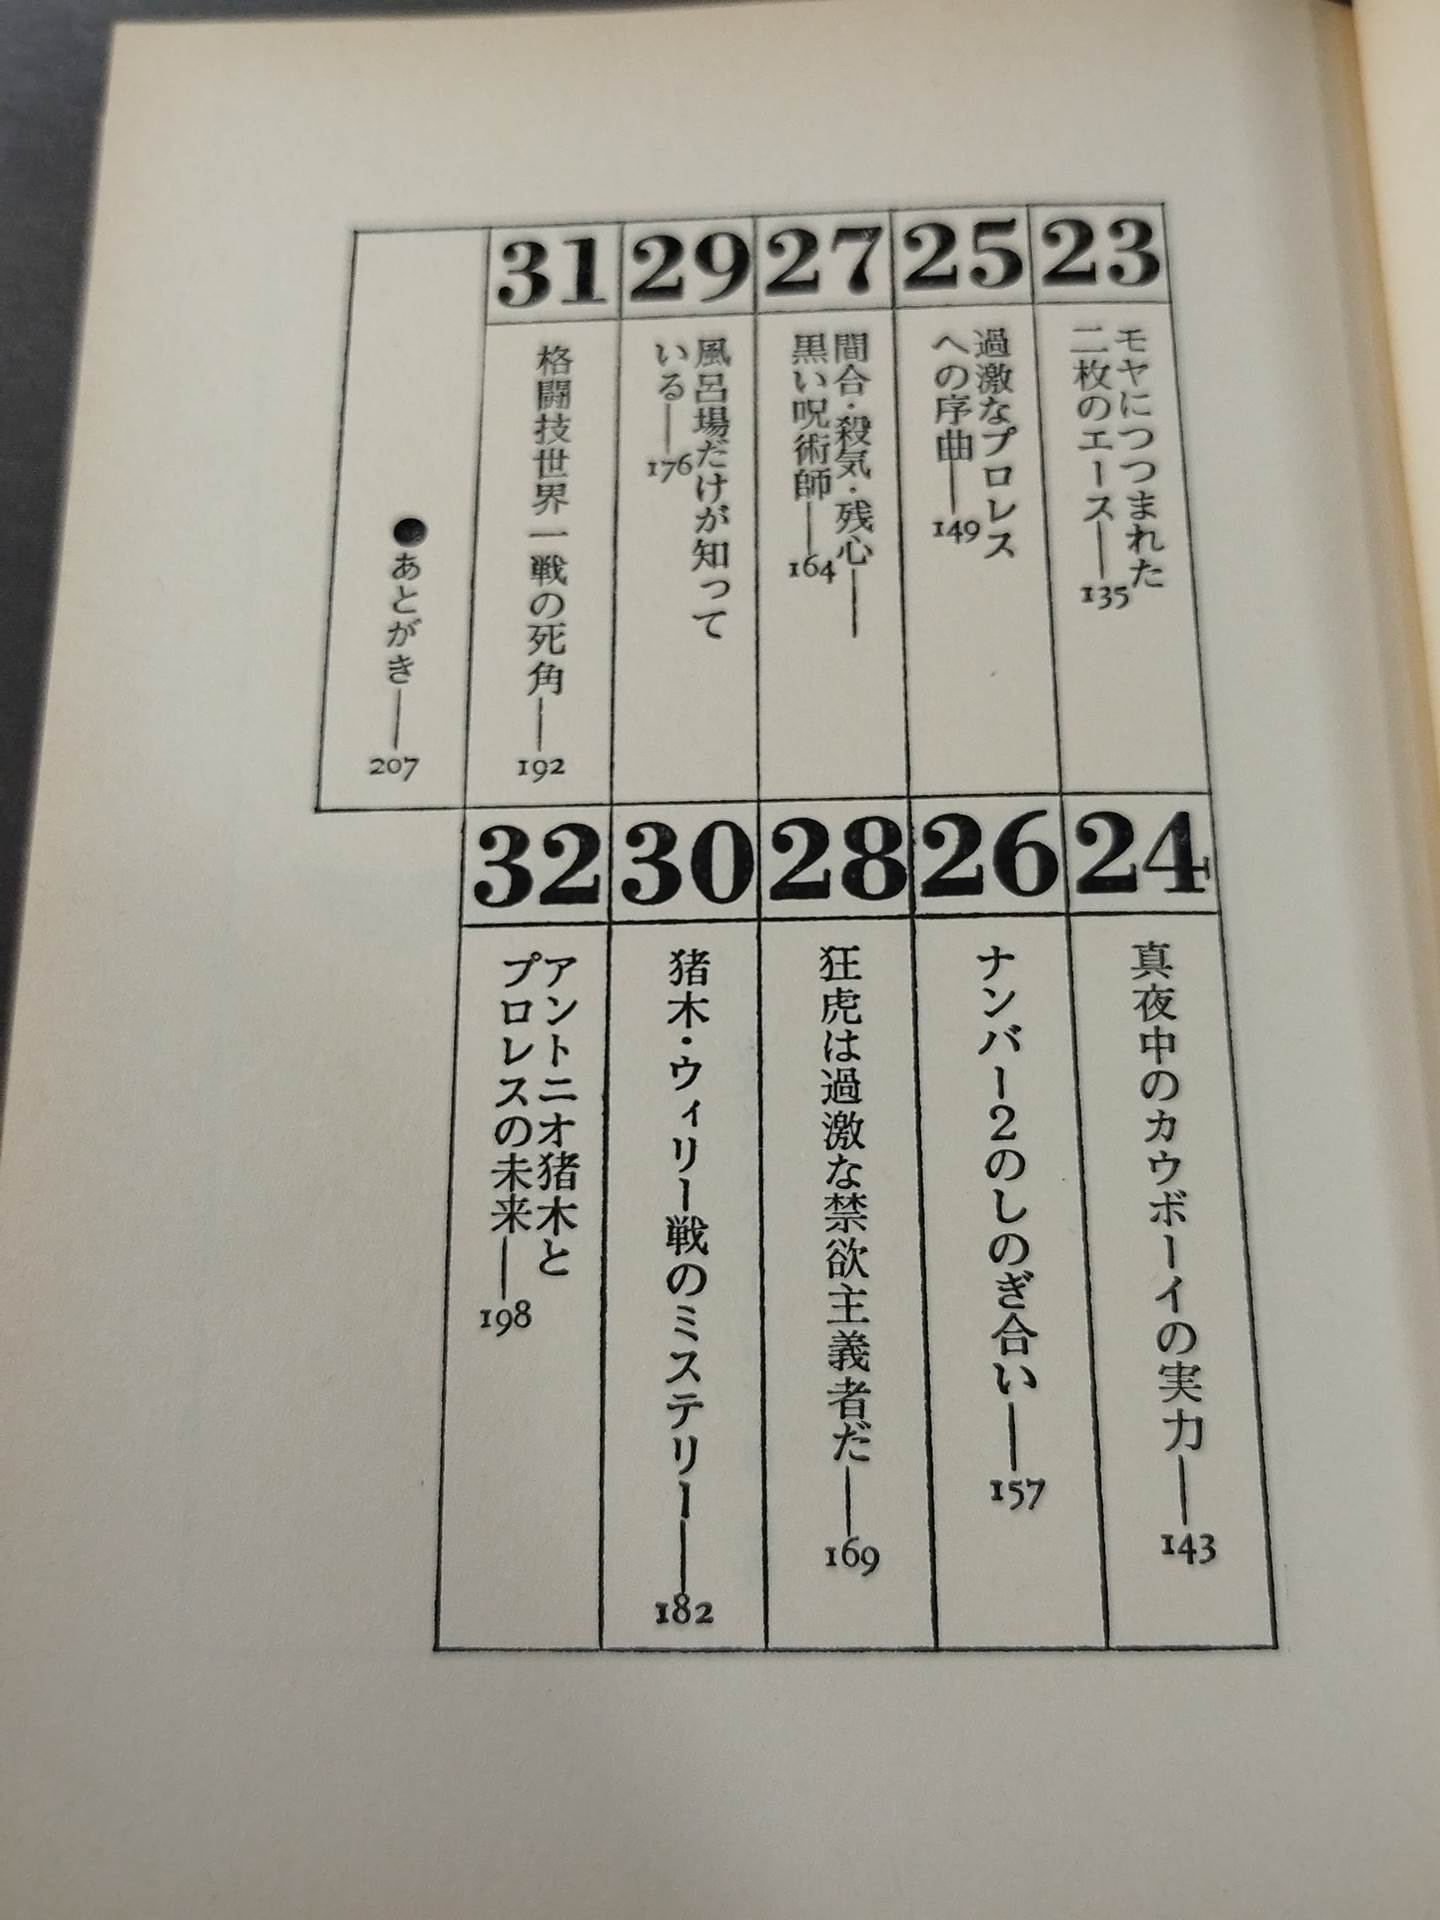 23
モヤにつつまれた
二枚のエース──135
24
真夜中のカウボーイの実力──143
25
過激なプロレス
への序曲──149
26
ナンバー2のしのぎ合い──157
27
間合・殺気・残心──
黒い呪術師──164
28
狂虎は過激な禁欲主義者だ──169
29
風呂場だけが知って
いる──176
30
猪木・ウィリー戦のミステリー──182
31
格闘技世界一戦の死角──192
32
アントニオ猪木と
プロレスの未来──198
●あとがき──207